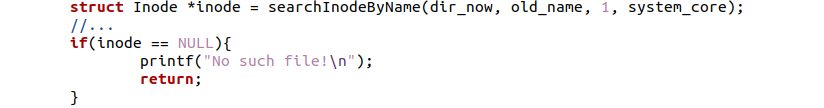 struct Inode *inode = searchInodeByName(dir_now, old_name, 1, system_core);
//...
if(inode == NULL){
        printf("No such file!\n");
        return;
}